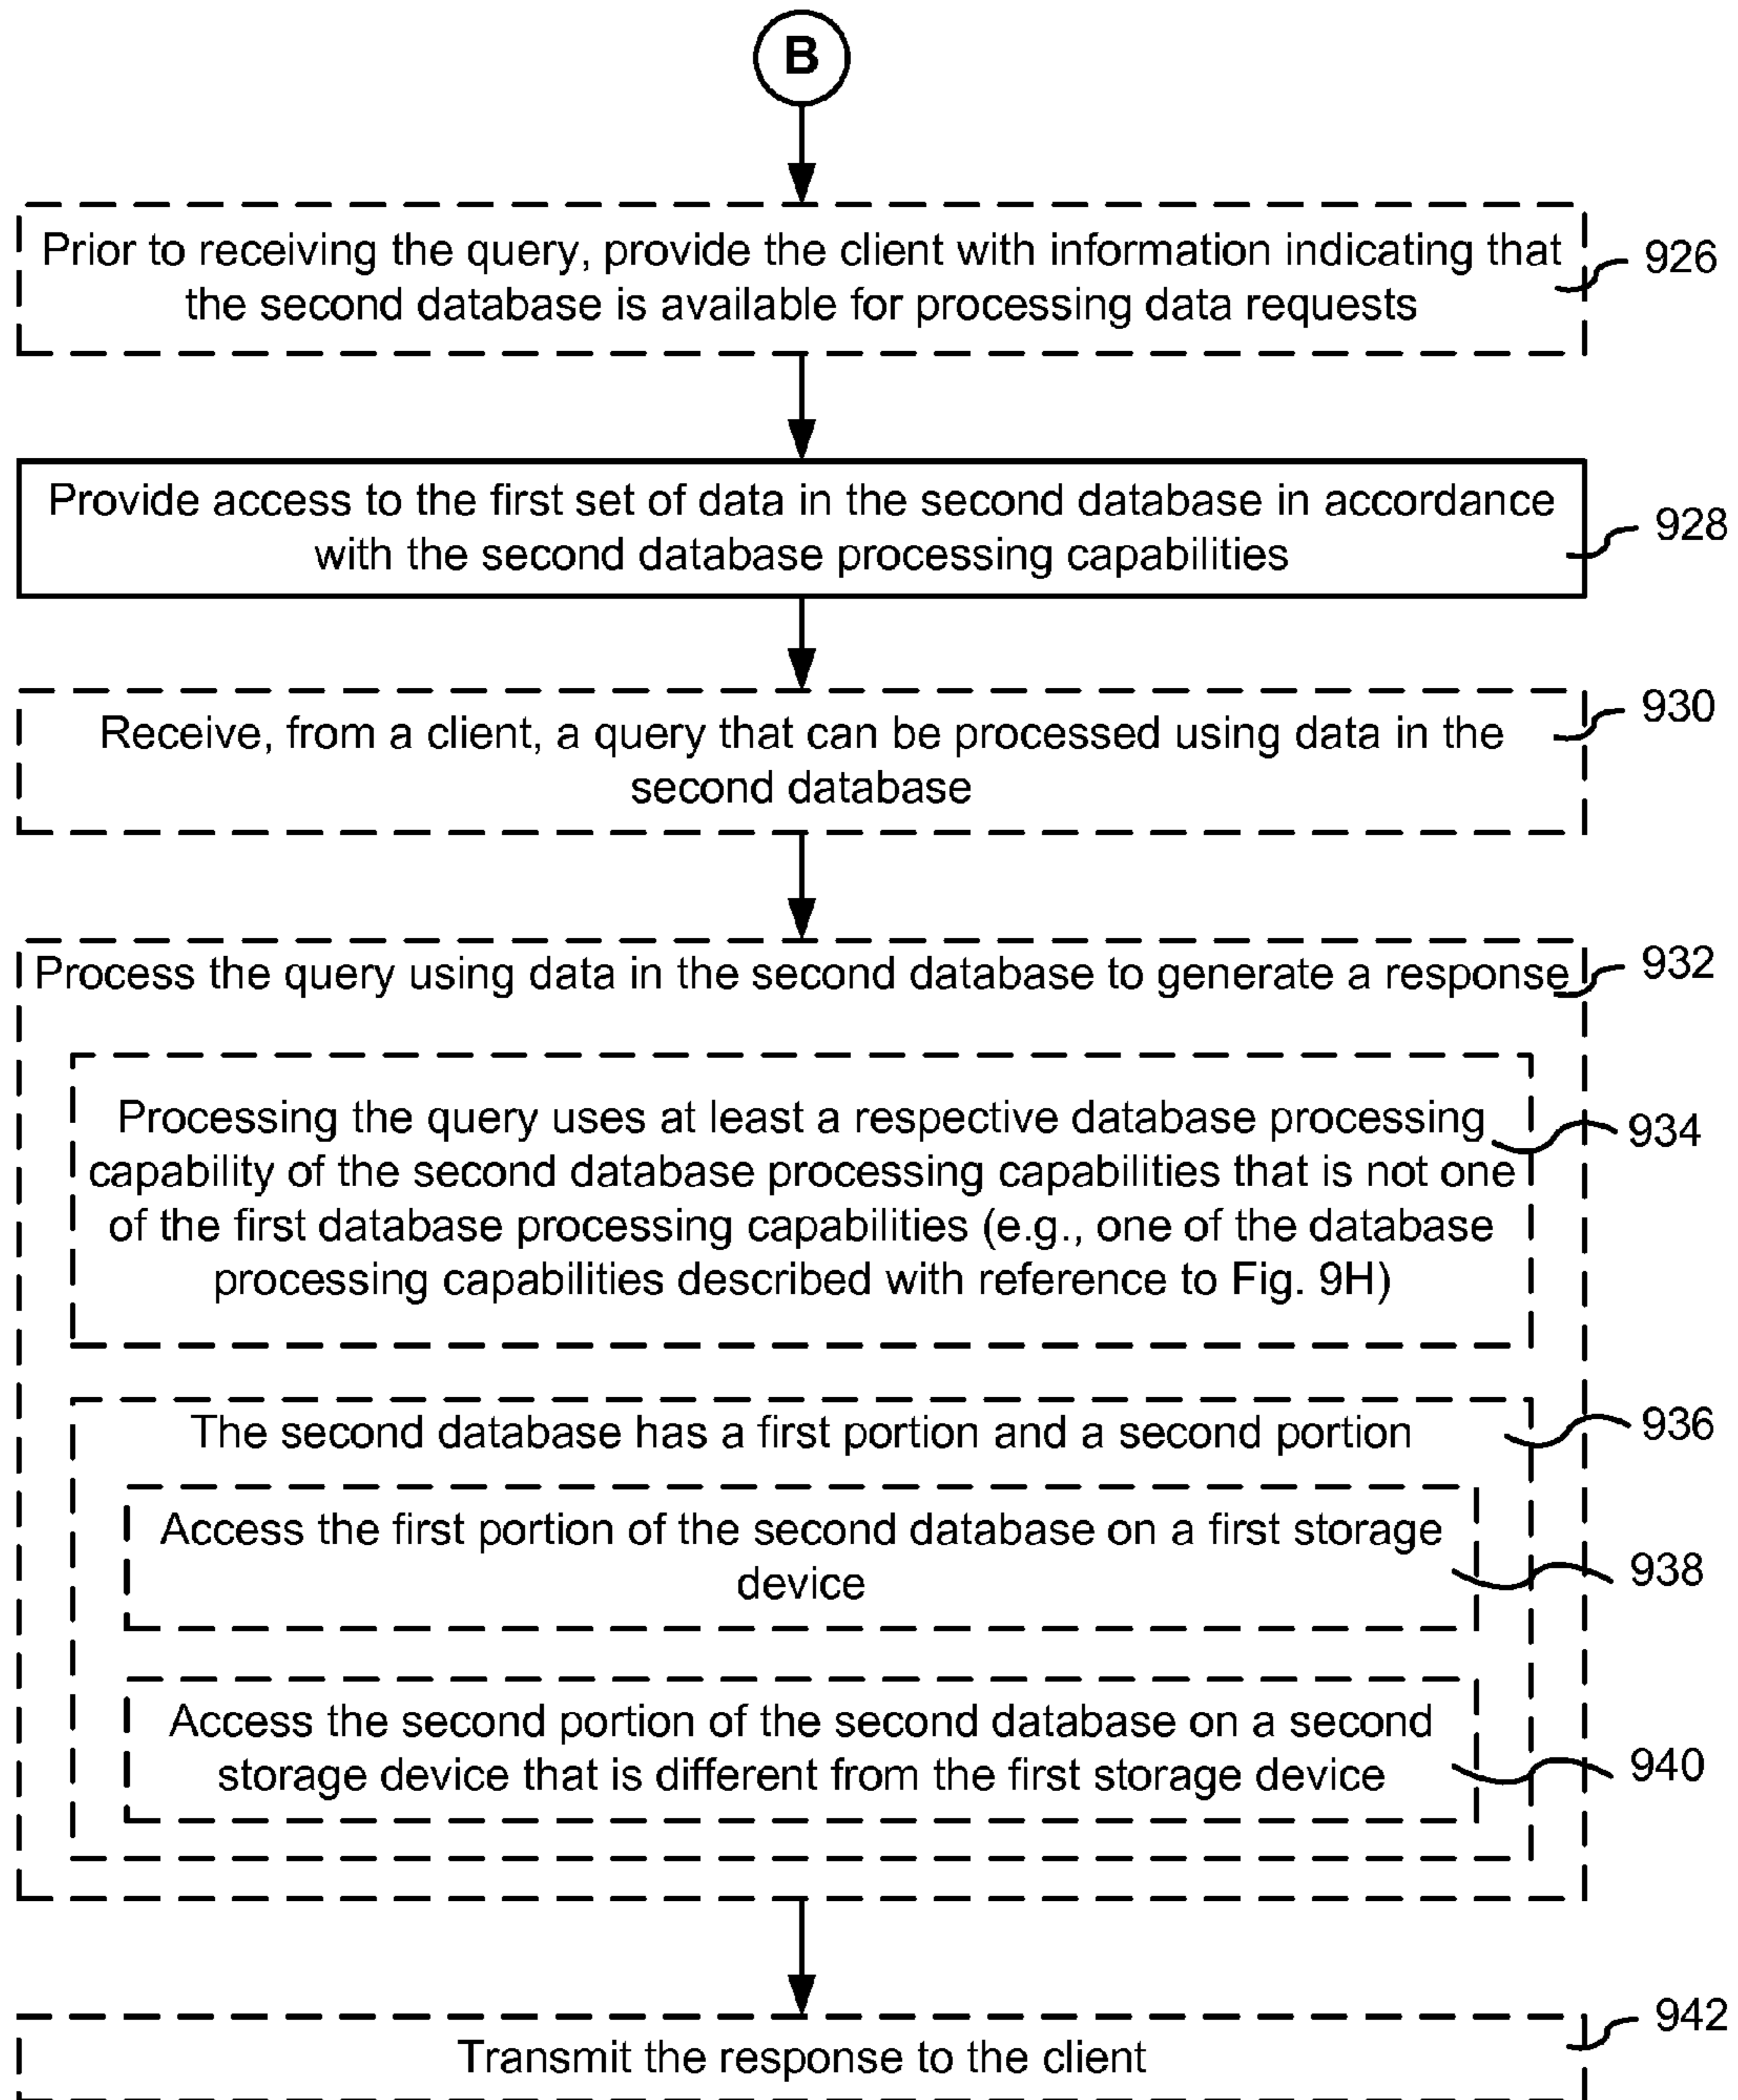 B
Prior to receiving the query, provide the client with information indicating that
the second database is available for processing data requests
926
Provide access to the first set of data in the second database in accordance
with the second database processing capabilities
928
Receive, from a client, a query that can be processed using data in the
second database
930
Process the query using data in the second database to generate a response
932
Processing the query uses at least a respective database processing
capability of the second database processing capabilities that is not one
of the first database processing capabilities (e.g., one of the database
processing capabilities described with reference to Fig. 9H)
934
The second database has a first portion and a second portion
936
Access the first portion of the second database on a first storage
device
938
Access the second portion of the second database on a second
storage device that is different from the first storage device
940
Transmit the response to the client
942